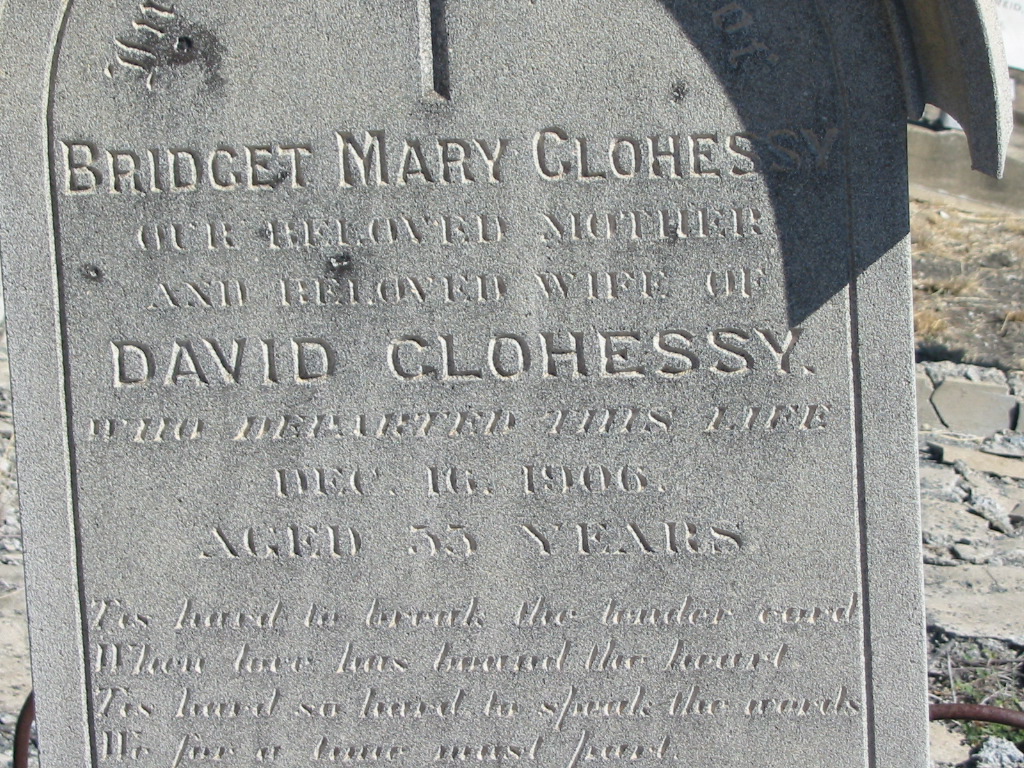 BRIDGET MARY CLOHESSY
OUR BELOVED MOTHER
AND BELOVED WIFE OF
DAVID CLOHESSY.
WHO DEPARTED THIS LIFE
DEC. 16. 1906.
AGED 55 YEARS.
Tis hard to break the tender cord
When love has bound the heart.
Tis hard so hard to speak the words
We for a time must part.